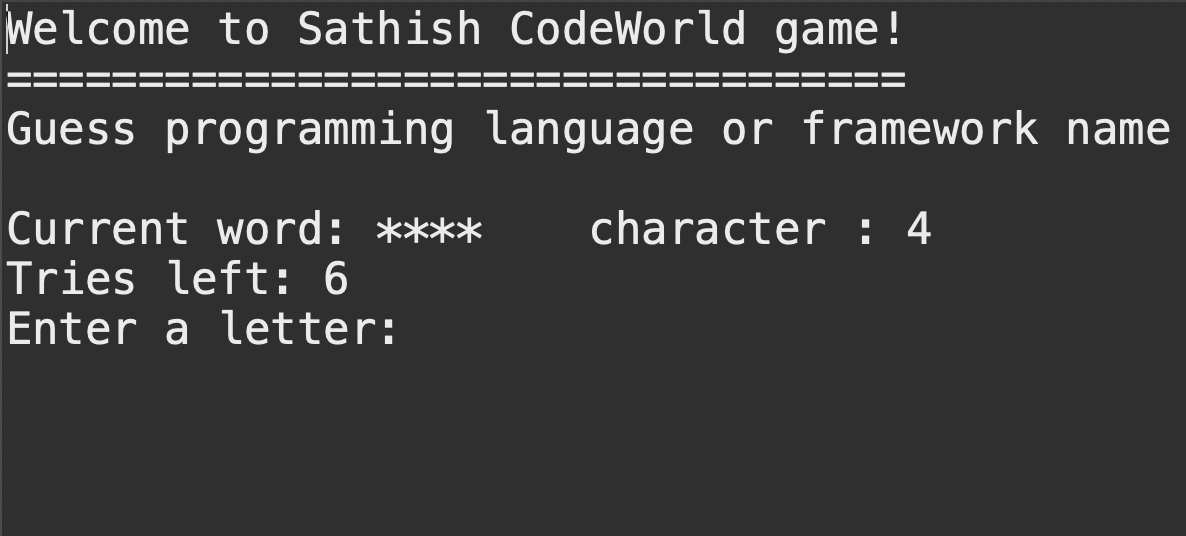 Welcome to Sathish CodeWorld game!
==================================
Guess programming language or framework name
Current word: ****    character : 4
Tries left: 6
Enter a letter: